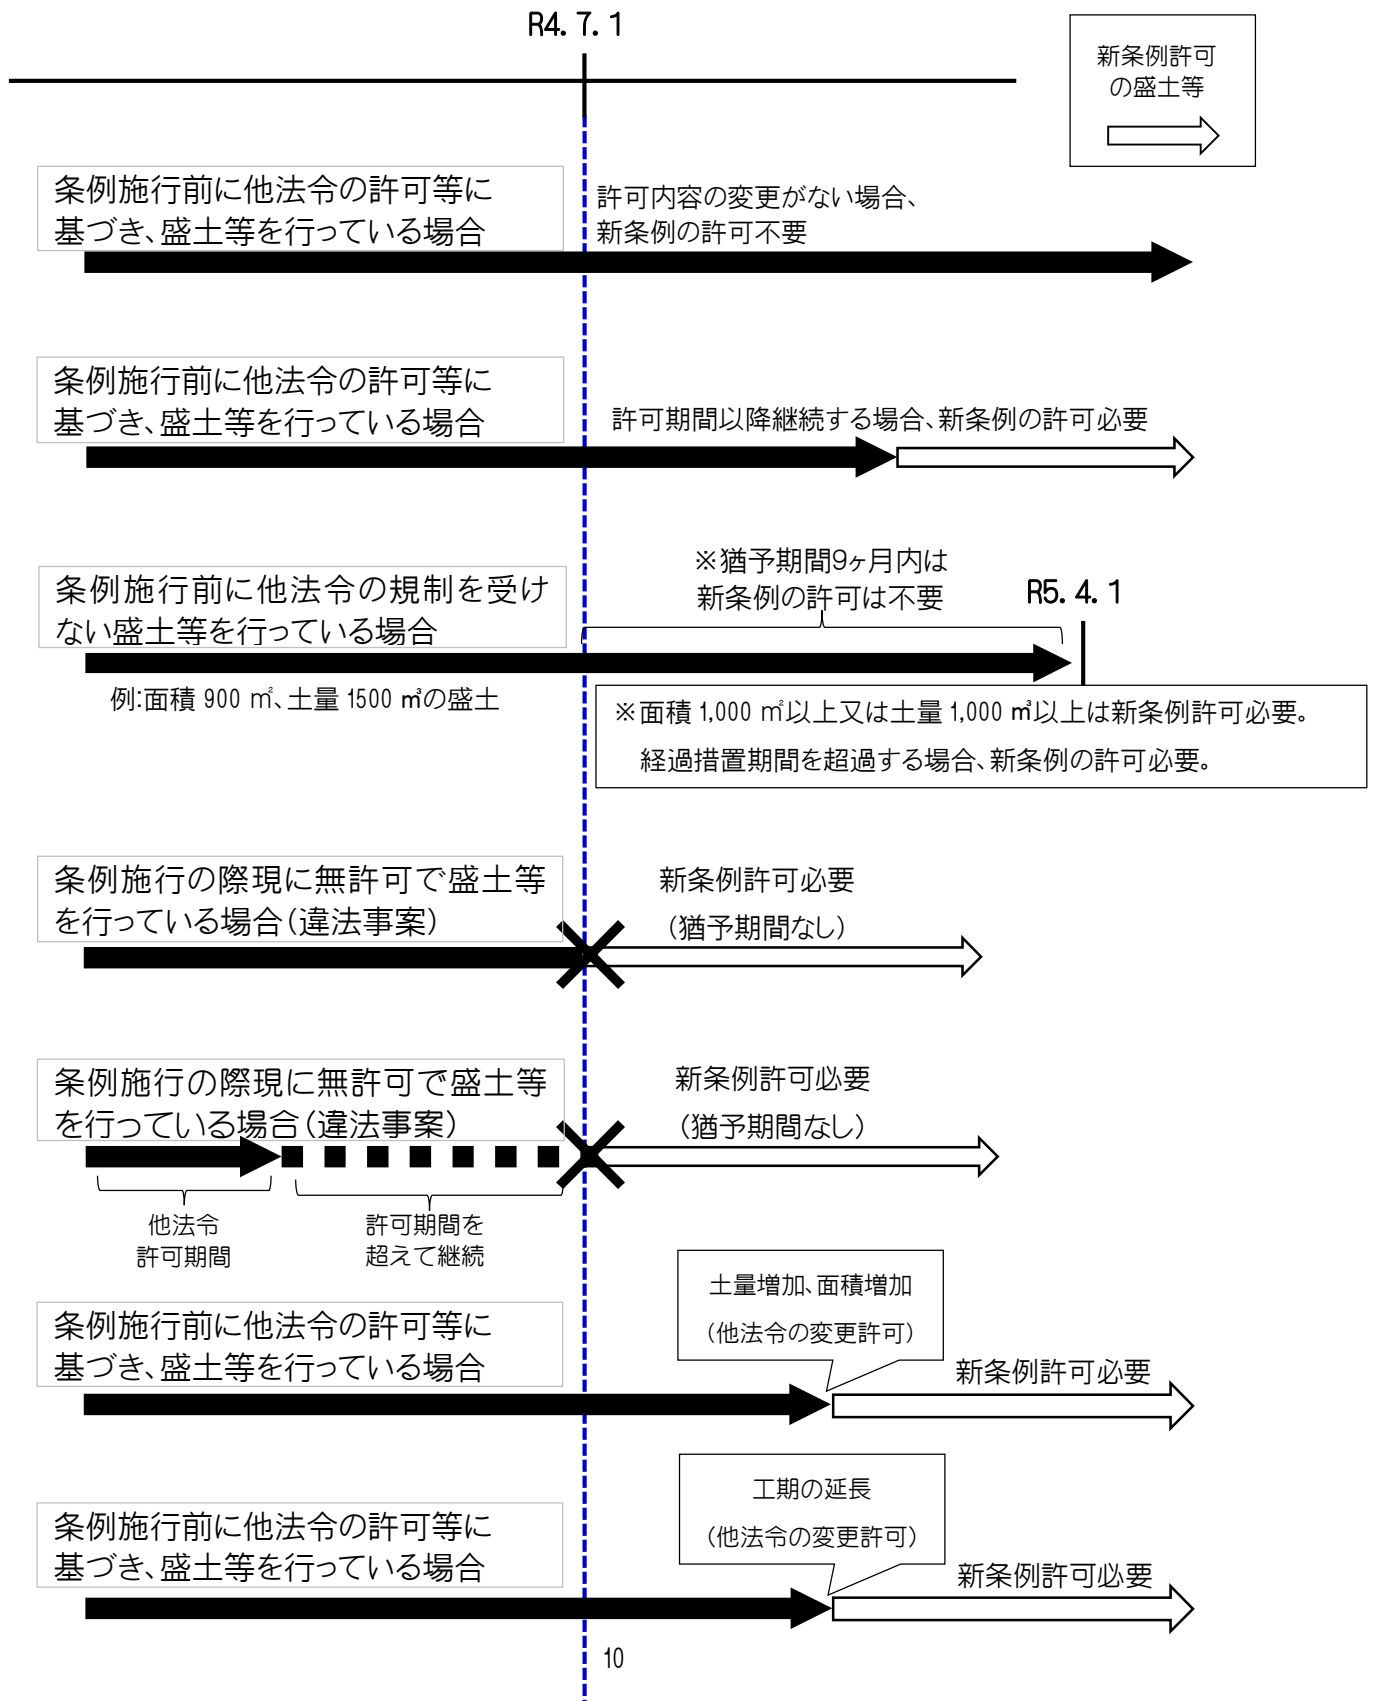 R4.7.1
新条例許可
の盛土等
条例施行前に他法令の許可等に
基づき、盛土等を行っている場合
許可内容の変更がない場合、
新条例の許可不要
条例施行前に他法令の許可等に
基づき、盛土等を行っている場合
許可期間以降継続する場合、新条例の許可必要
条例施行前に他法令の規制を受け
ない盛土等を行っている場合
※猶予期間9ヶ月内は
新条例の許可は不要
R5.4.1
例:面積 900 ㎡、土量 1500 ㎥の盛土
※面積 1,000 ㎡以上又は土量 1,000 ㎥以上は新条例許可必要。
経過措置期間を超過する場合、新条例の許可必要。
条例施行の際現に無許可で盛土等
を行っている場合(違法事案)
新条例許可必要
(猶予期間なし)
条例施行の際現に無許可で盛土等
を行っている場合(違法事案)
新条例許可必要
(猶予期間なし)
他法令
許可期間
許可期間を
超えて継続
土量増加、面積増加
(他法令の変更許可)
条例施行前に他法令の許可等に
基づき、盛土等を行っている場合
新条例許可必要
工期の延長
(他法令の変更許可)
条例施行前に他法令の許可等に
基づき、盛土等を行っている場合
新条例許可必要
10